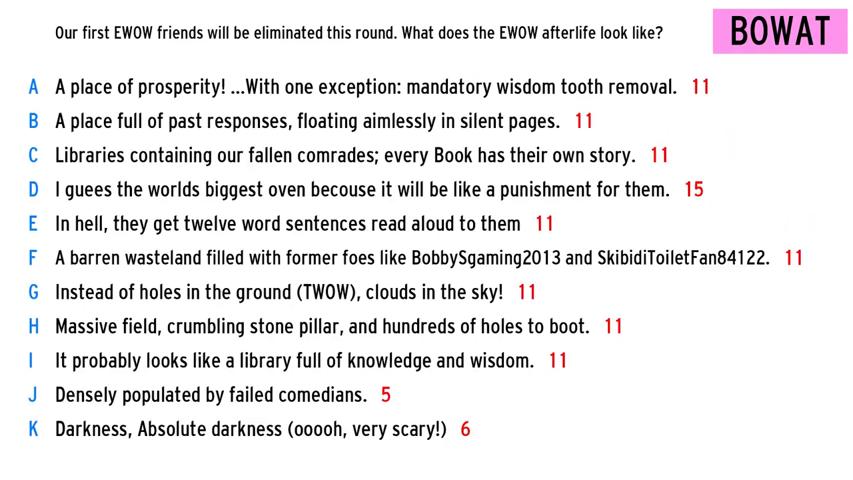 Our first EWOW friends will be eliminated this round. What does the EWOW afterlife look like?
BOWAT
A A place of prosperity! ...With one exception: mandatory wisdom tooth removal. 11
B A place full of past responses, floating aimlessly in silent pages. 11
C Libraries containing our fallen comrades; every Book has their own story. 11
D I guees the worlds biggest oven becouse it will be like a punishment for them. 15
E In hell, they get twelve word sentences read aloud to them 11
F A barren wasteland filled with former foes like BobbySgaming2013 and SkibidiToiletFan84122. 11
G Instead of holes in the ground (TWOW), clouds in the sky! 11
H Massive field, crumbling stone pillar, and hundreds of holes to boot. 11
I It probably looks like a library full of knowledge and wisdom. 11
J Densely populated by failed comedians. 5
K Darkness, Absolute darkness (ooooh, very scary!) 6